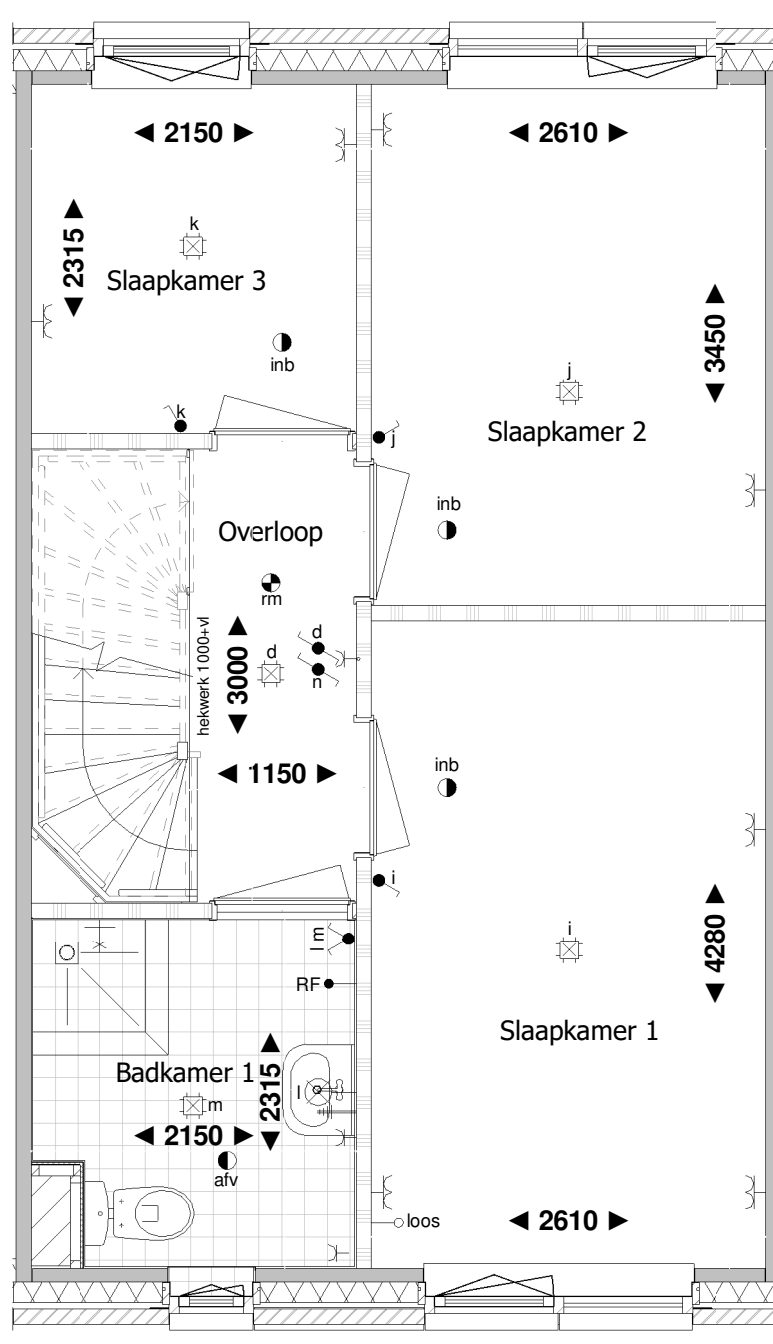 2150
2610
2315
k
Slaapkamer 3
3450
inb
j
k
Slaapkamer 2
j
inb
Overloop
rm
hekwerk 1000+vl
3000
d
d
n
1150
inb
i
l m
i
4280
RF
Slaapkamer 1
Badkamer 1
2315
l
m
2150
afv
loos
2610